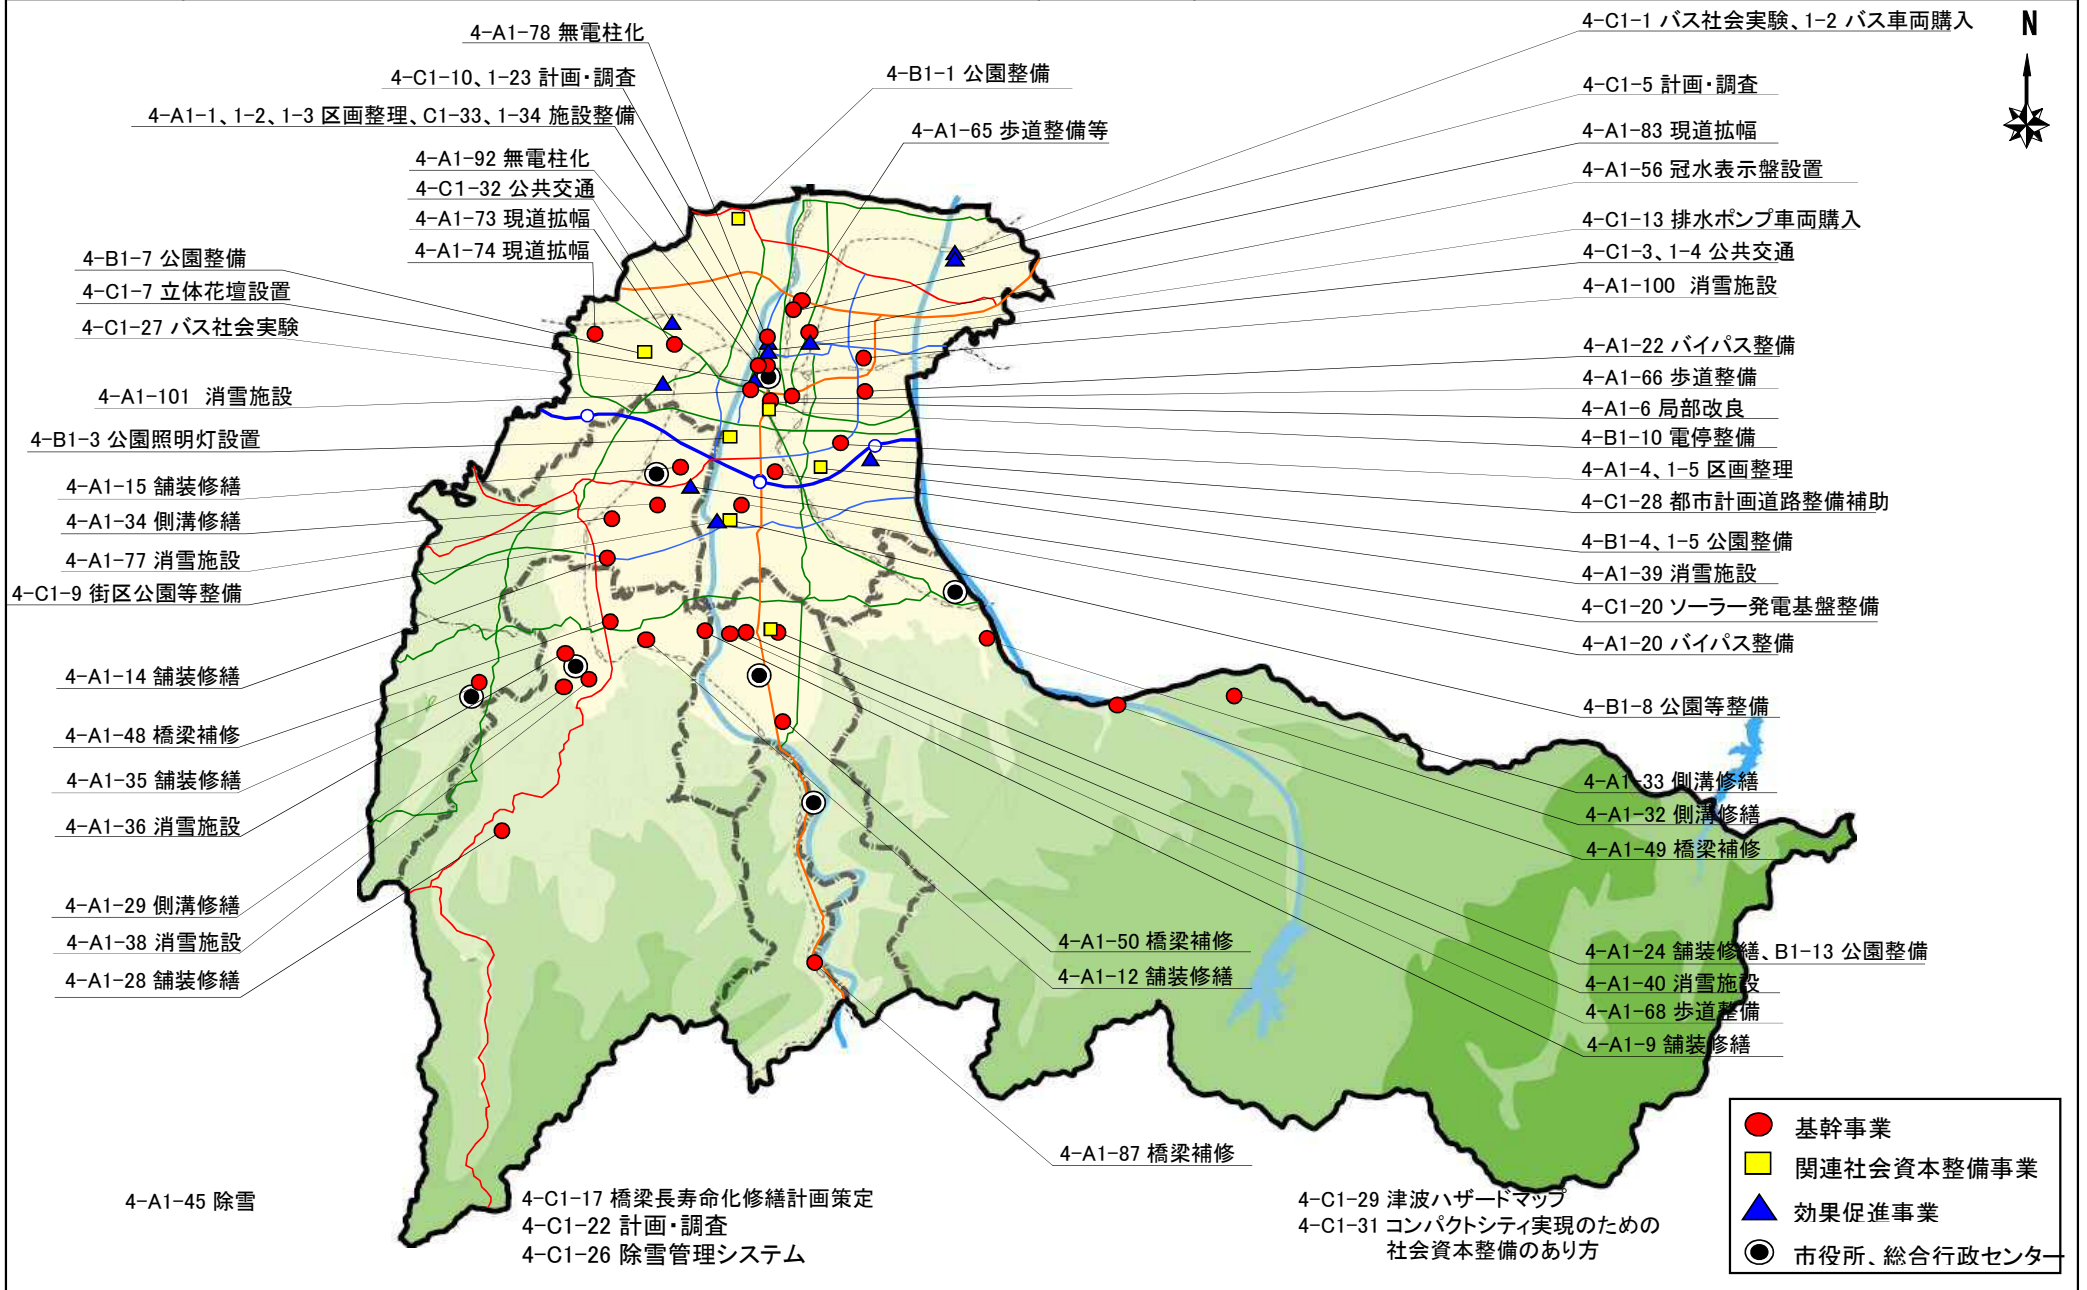 4-A1-78 無電柱化
4-C1-10、1-23 計画・調査
4-A1-1、1-2、1-3 区画整理、C1-33、1-34 施設整備
4-A1-92 無電柱化
4-C1-32 公共交通
4-A1-73 現道拡幅
4-A1-74 現道拡幅
4-B1-7 公園整備
4-C1-7 立体花壇設置
4-C1-27 バス社会実験
4-A1-101 消雪施設
4-B1-3 公園照明灯設置
4-A1-15 舗装修繕
4-A1-34 側溝修繕
4-A1-77 消雪施設
4-C1-9 街区公園等整備
4-A1-14 舗装修繕
4-A1-48 橋梁補修
4-A1-35 舗装修繕
4-A1-36 消雪施設
4-A1-29 側溝修繕
4-A1-38 消雪施設
4-A1-28 舗装修繕
4-B1-1 公園整備
4-A1-65 歩道整備等
4-C1-1 バス社会実験、1-2 バス車両購入
4-C1-5 計画・調査
4-A1-83 現道拡幅
4-A1-56 冠水表示盤設置
4-C1-13 排水ポンプ車両購入
4-C1-3、1-4 公共交通
4-A1-100 消雪施設
4-A1-22 バイパス整備
4-A1-66 歩道整備
4-A1-6 局部改良
4-B1-10 電停整備
4-A1-4、1-5 区画整理
4-C1-28 都市計画道路整備補助
4-B1-4、1-5 公園整備
4-A1-39 消雪施設
4-C1-20 ソーラー発電基盤整備
4-A1-20 バイパス整備
4-B1-8 公園等整備
4-A1-33 側溝修繕
4-A1-32 側溝修繕
4-A1-49 橋梁補修
4-A1-24 舗装修繕、B1-13 公園整備
4-A1-40 消雪施設
4-A1-68 歩道整備
4-A1-9 舗装修繕
4-A1-50 橋梁補修
4-A1-12 舗装修繕
4-A1-87 橋梁補修
4-A1-45 除雪
4-C1-17 橋梁長寿命化修繕計画策定
4-C1-22 計画・調査
4-C1-26 除雪管理システム
4-C1-29 津波ハザードマップ
4-C1-31 コンパクトシティ実現のための
社会資本整備のあり方
N
基幹事業
関連社会資本整備事業
効果促進事業
市役所、総合行政センター